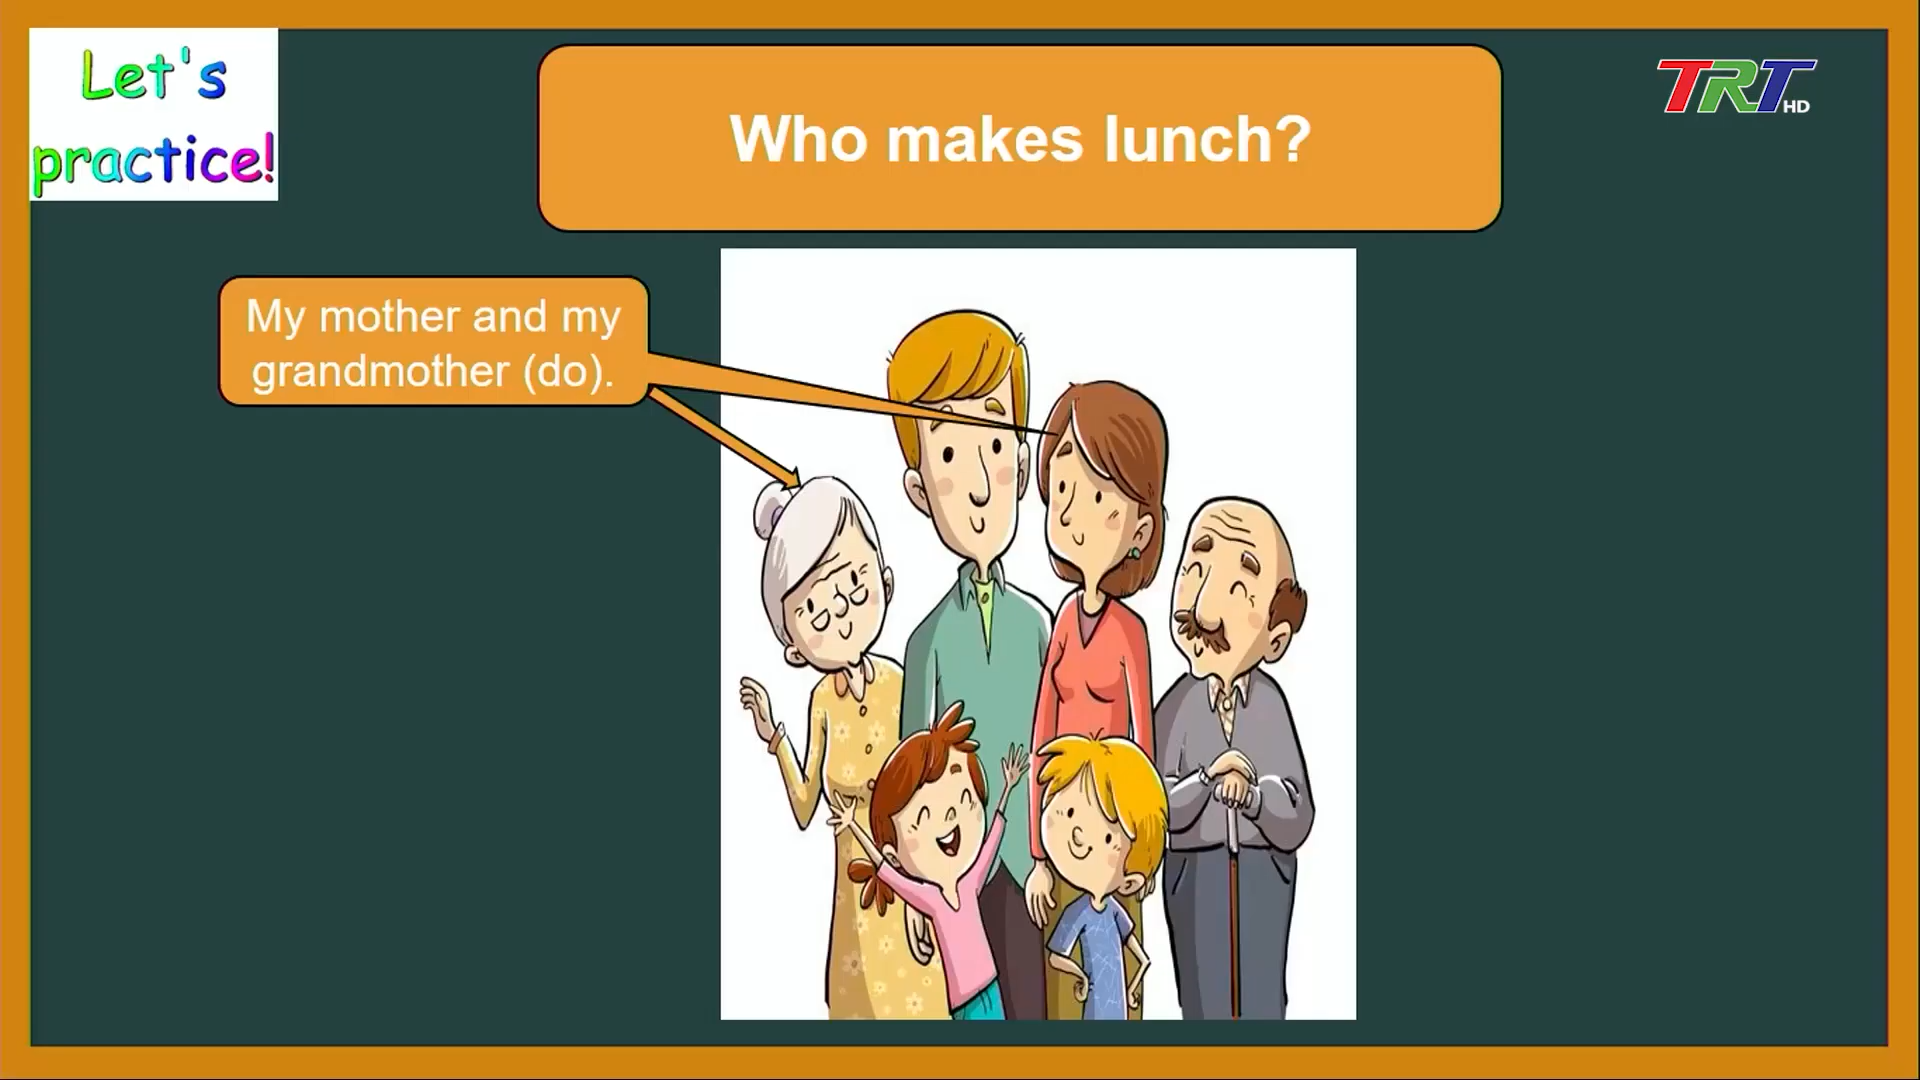 Let's
practice!
Who makes lunch?
TRT HD
My mother and my
grandmother (do).